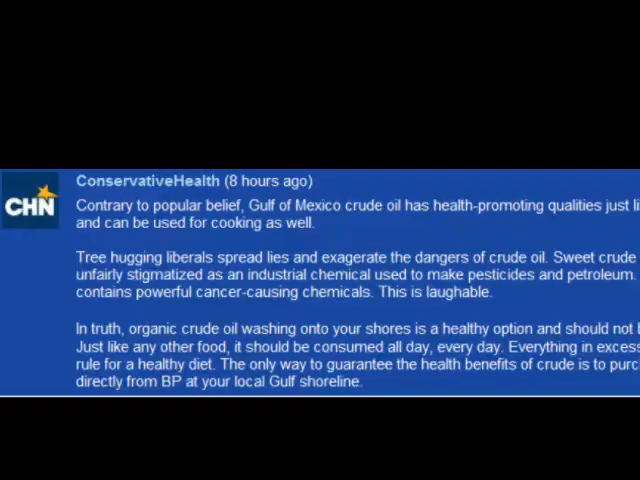 CHN
ConservativeHealth (8 hours ago)
Contrary to popular belief, Gulf of Mexico crude oil has health-promoting qualities just
and can be used for cooking as well.
Tree hugging liberals spread lies and exagerate the dangers of crude oil. Sweet crude
unfairly stigmatized as an industrial chemical used to make pesticides and petroleum.
contains powerful cancer-causing chemicals. This is laughable.
In truth, organic crude oil washing onto your shores is a healthy option and should not
Just like any other food, it should be consumed all day, every day. Everything in
rule for a healthy diet. The only way to guarantee the health benefits of crude is to
directly from BP at your local Gulf shoreline.